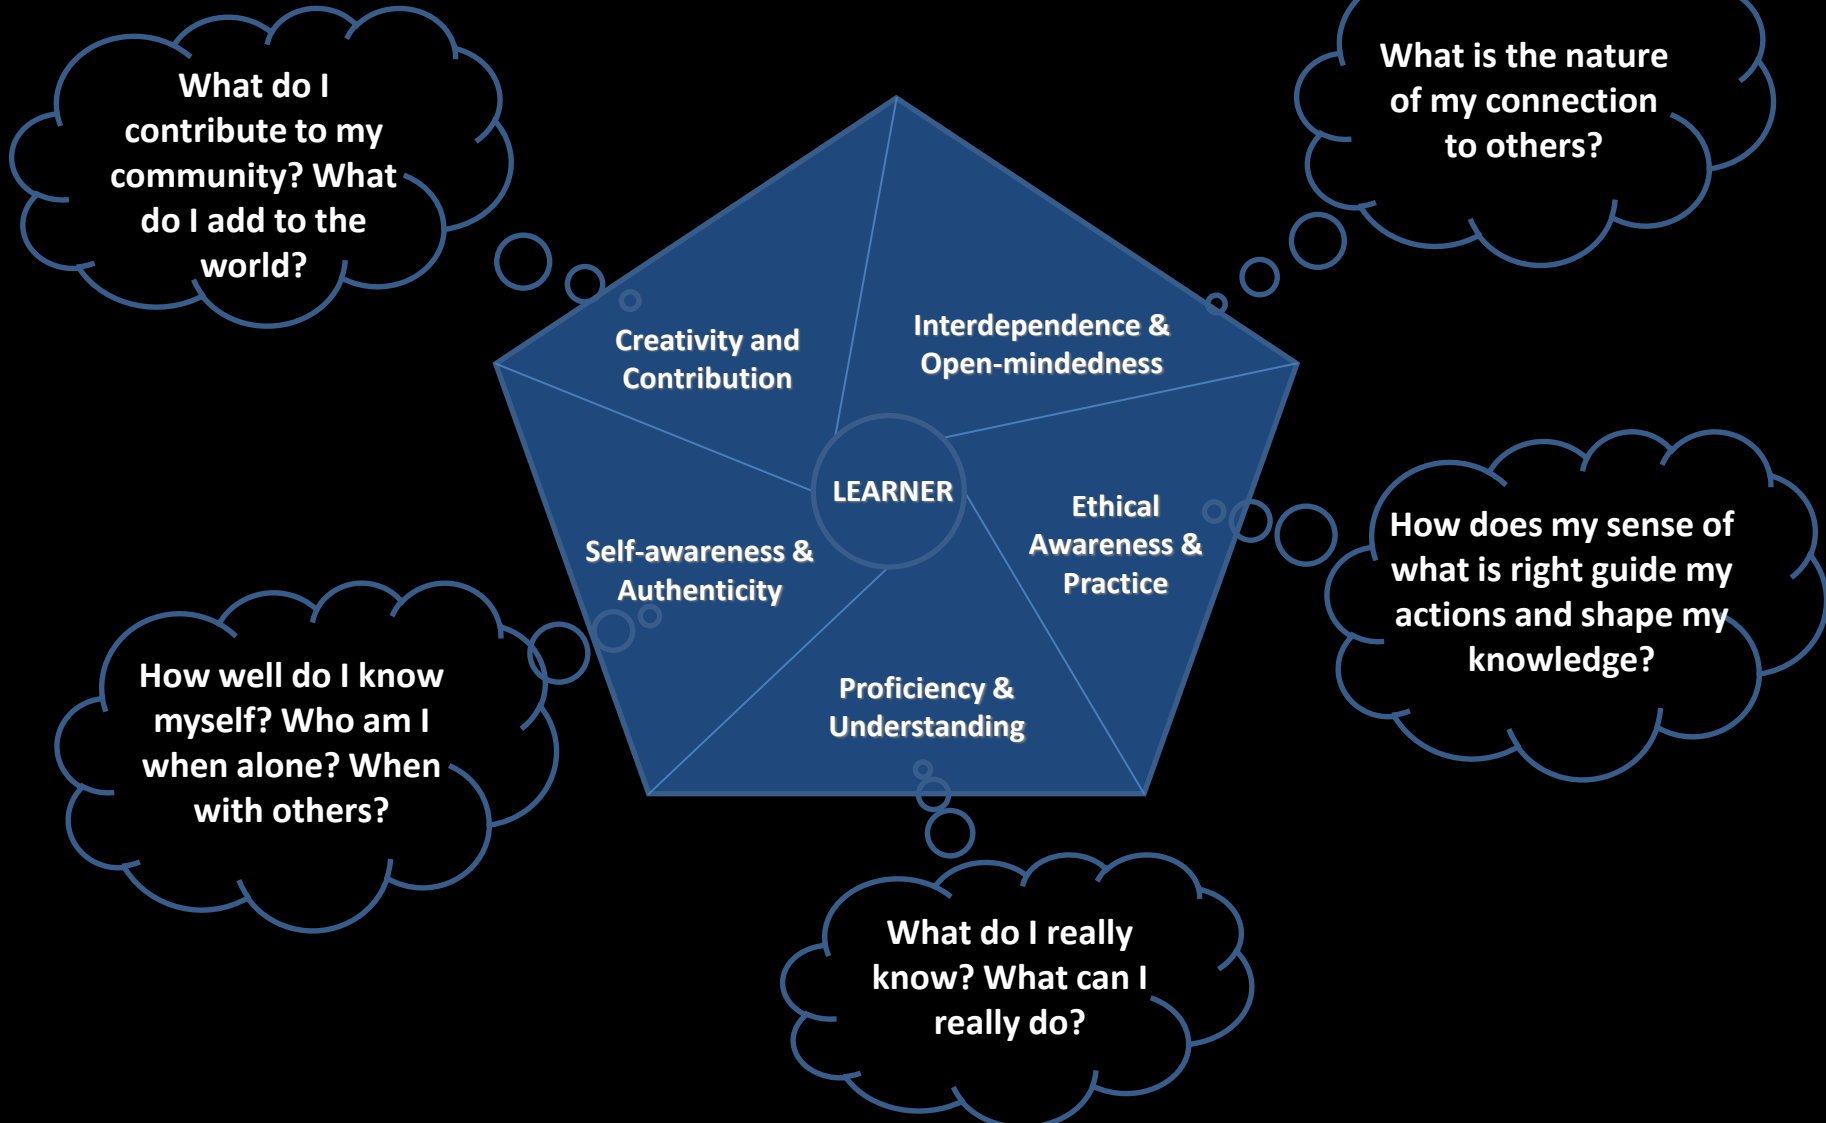 What do I
contribute to my
community? What
do I add to the
world?
What is the nature
of my connection
to others?
Creativity and
Contribution
Interdependence &
Open-mindedness
LEARNER
Ethical
Awareness &
Practice
How does my sense of
what is right guide my
actions and shape my
knowledge?
Self-awareness &
Authenticity
How well do I know
myself? Who am I
when alone? When
with others?
Proficiency &
Understanding
What do I really
know? What can I
really do?